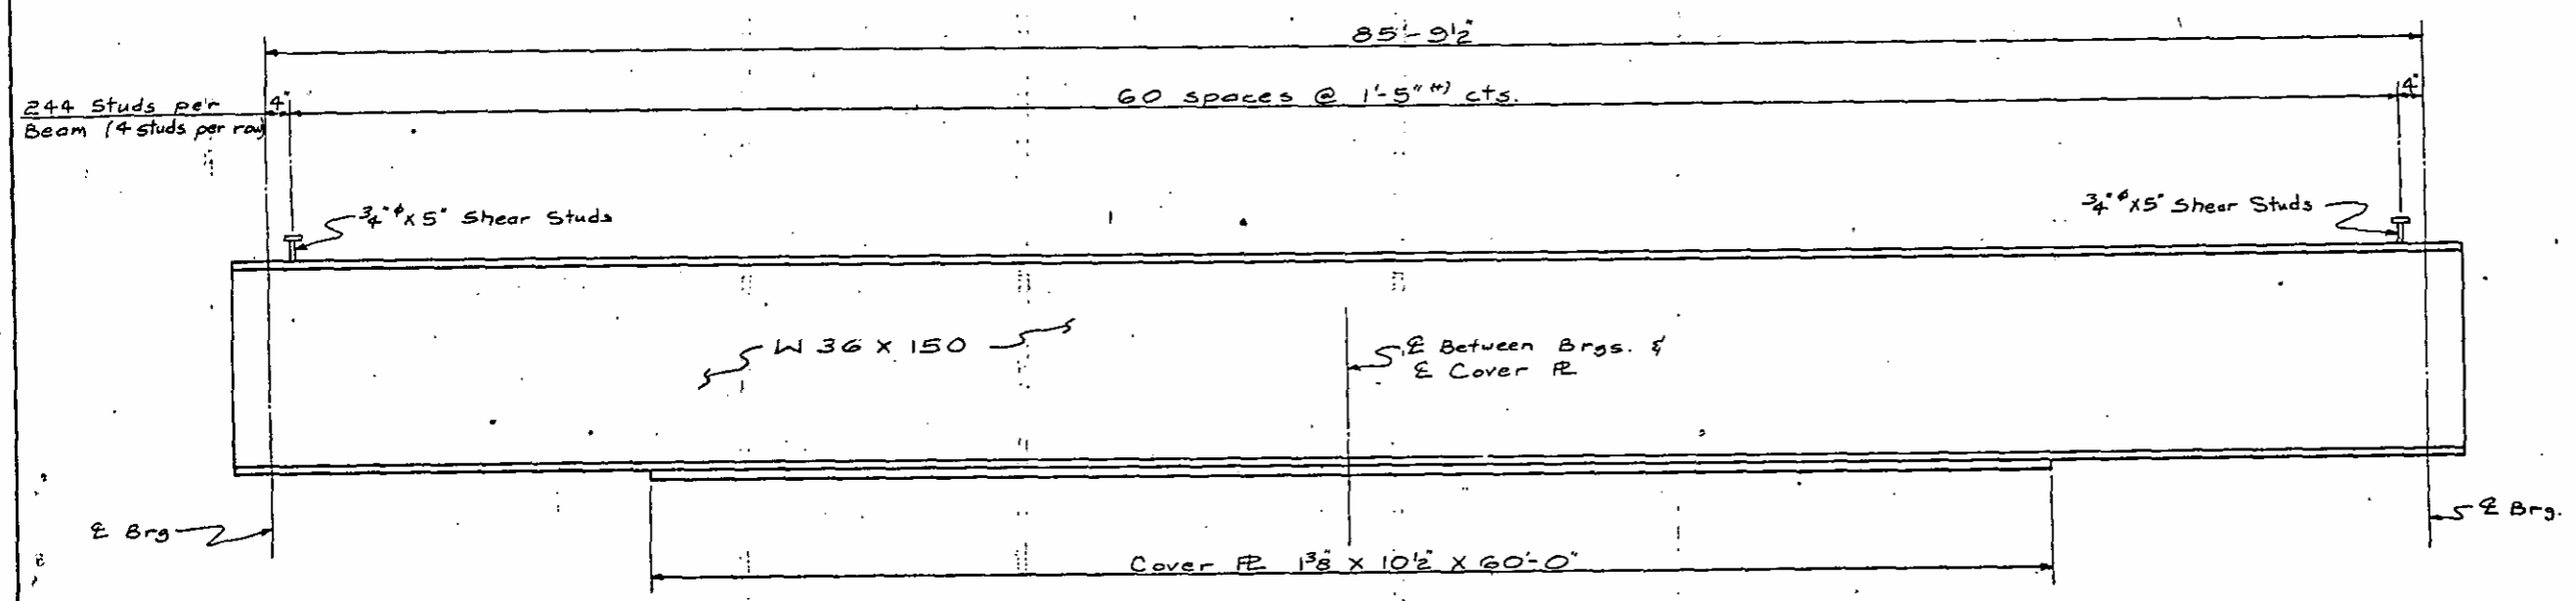 85'-9½"
244 Studs per
Beam (4 studs per row)
4"
60 spaces @ 1'-5"(+) cts.
4"
¾"φ x 5" Shear Studs
¾"φ x 5" Shear Studs
W 36 X 150
℄ Between Brgs. &
℄ Cover PL
℄ Brg
℄ Brg.
Cover PL 1⅜" X 10½" X 60'-0"